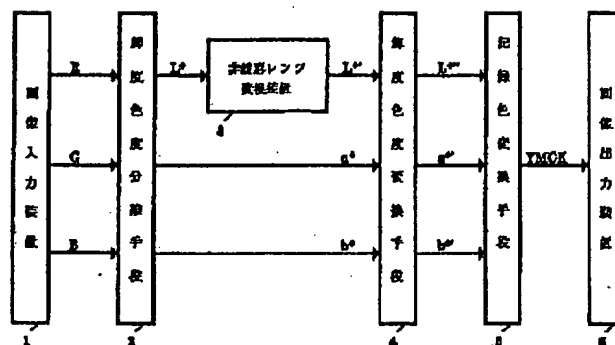 画像入力装置
R
G
B
輝度色度分離手段
L*
非線形レンジ
変換装置
L*'
a*
b*
輝度色度変換手段
L*''
a*'
b*'
記録色変換手段
YMCK
画像出力装置
1
2
3
4
5
6